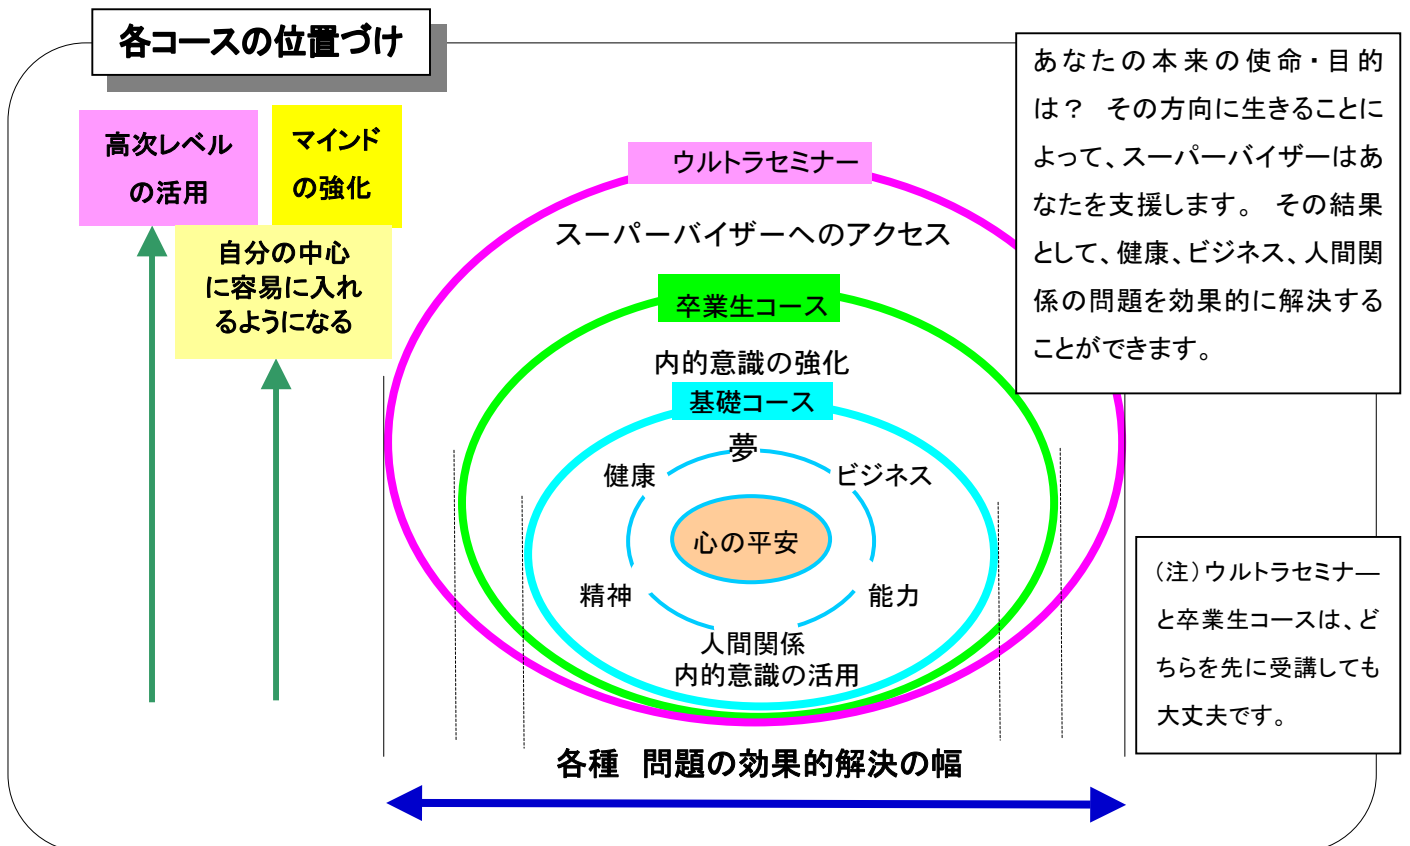 各コースの位置づけ
高次レベル
の活用
マインド
の強化
自分の中心
に容易に入れ
るようになる
ウルトラセミナー
スーパーバイザーへのアクセス
卒業生コース
内的意識の強化
基礎コース
夢
健康
ビジネス
心の平安
精神
能力
人間関係
内的意識の活用
各種 問題の効果的解決の幅
あなたの本来の使命・目的
は? その方向に生きることに
よって、スーパーバイザーはあ
なたを支援します。 その結果
として、健康、ビジネス、人間関
係の問題を効果的に解決する
ことができます。
(注)ウルトラセミナ―
と卒業生コースは、ど
ちらを先に受講しても
大丈夫です。